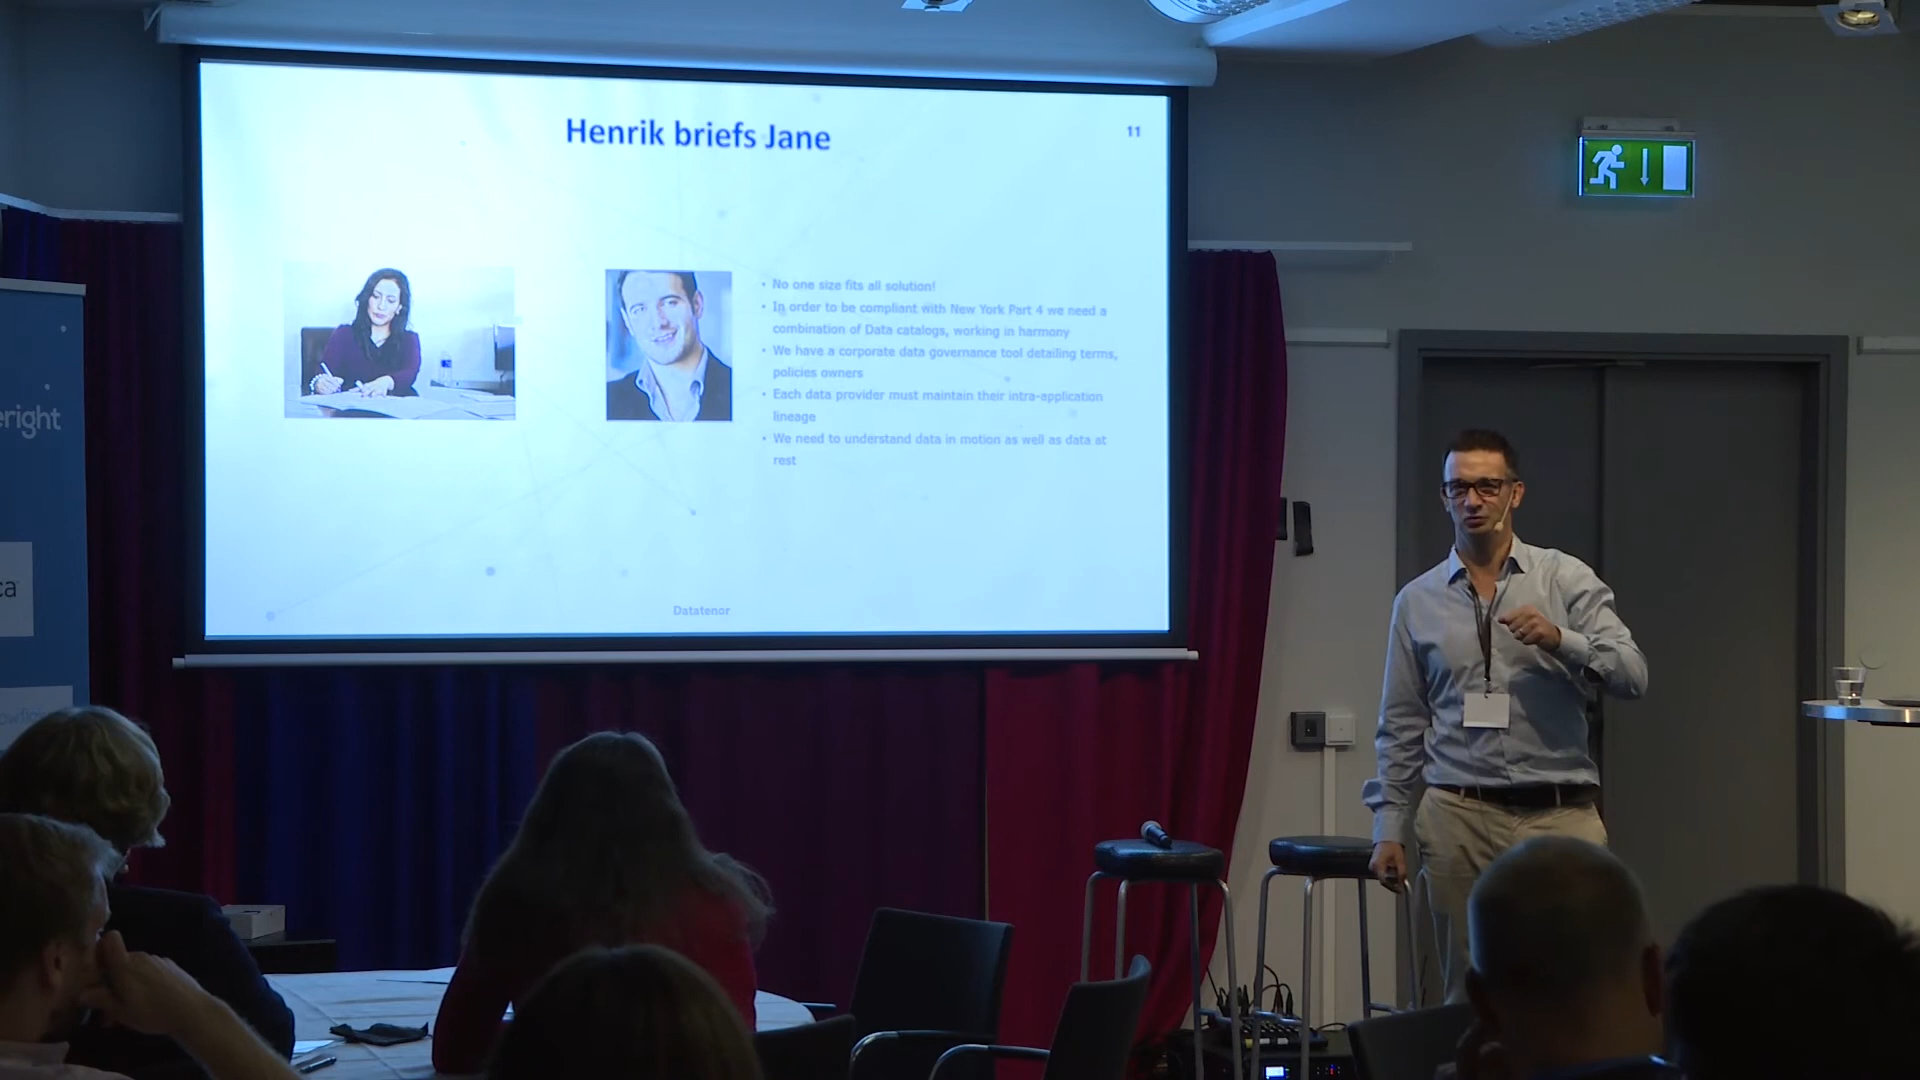 Henrik briefs Jane
11
• No one size fits all solution!
• In order to be compliant with New York Part 4 we need a
combination of Data catalogs, working in harmony
• We have a corporate data governance tool detailing terms,
policies owners
• Each data provider must maintain their intra-application
lineage
• We need to understand data in motion as well as data at
rest
Datatenor
eright
ca